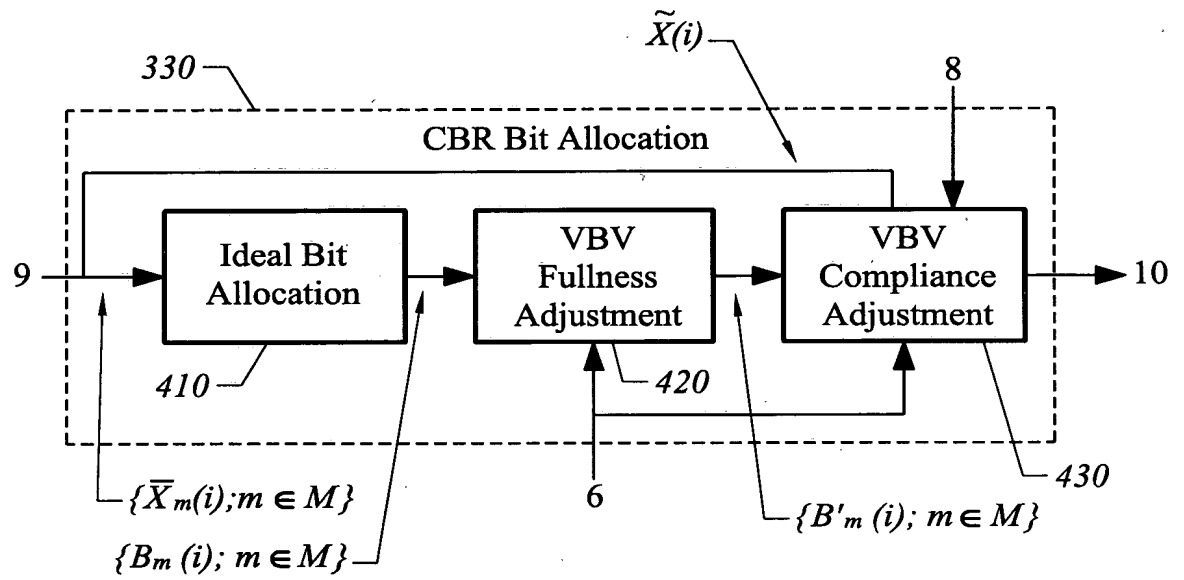 X̃(i)
330
8
CBR Bit Allocation
9
Ideal Bit
Allocation
VBV
Fullness
Adjustment
VBV
Compliance
Adjustment
10
410
420
430
6
{X̄ₘ(i);m ∈ M}
{B'ₘ (i); m ∈ M}
{Bₘ (i); m ∈ M}